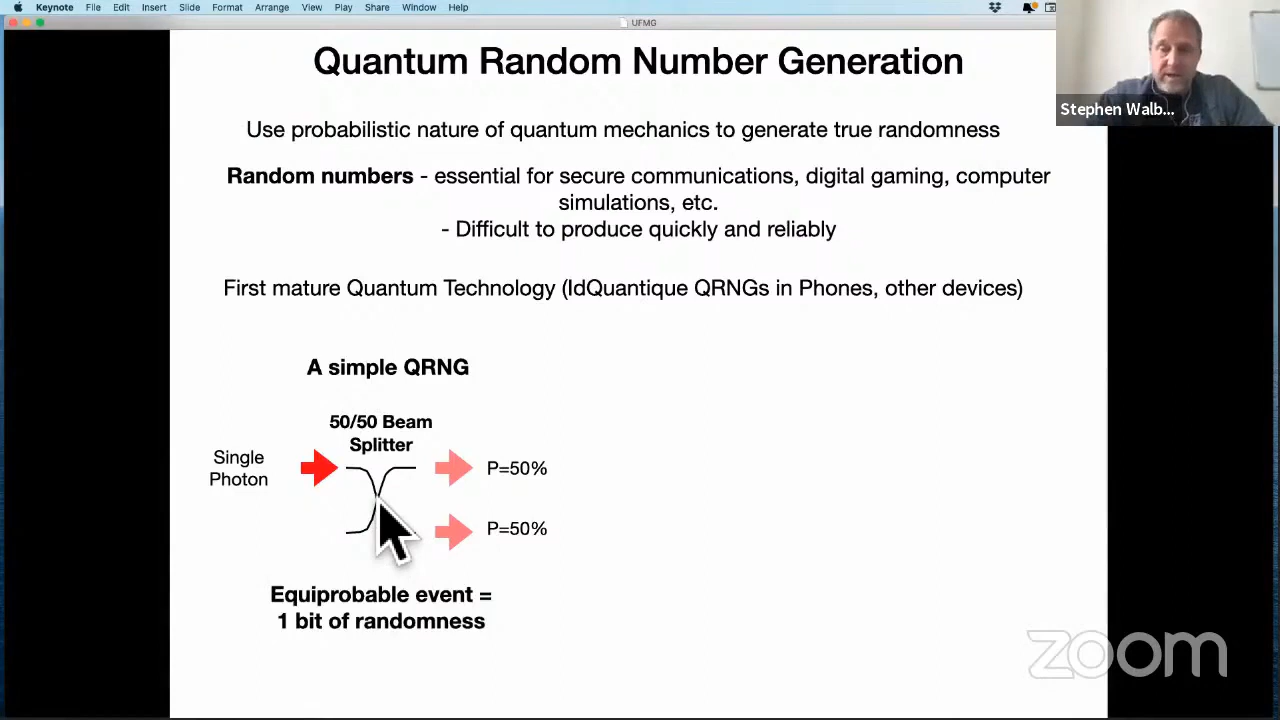 Keynote File Edit Insert Slide Format Arrange View Play Share Window Help
UFMG
Quantum Random Number Generation
Stephen Walb...
Use probabilistic nature of quantum mechanics to generate true randomness
Random numbers - essential for secure communications, digital gaming, computer
simulations, etc.
- Difficult to produce quickly and reliably
First mature Quantum Technology (IdQuantique QRNGs in Phones, other devices)
A simple QRNG
50/50 Beam
Splitter
Single
Photon
P=50%
P=50%
Equiprobable event =
1 bit of randomness
zoom